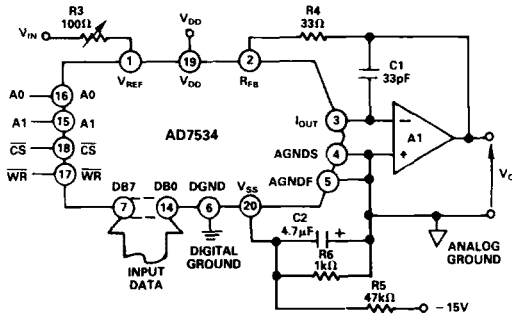 R3
100Ω
VIN
VDD
R4
33Ω
1
VREF
19
VDD
2
RFB
C1
33pF
A0
16
A0
A1
15
A1
CS
18
CS
WR
17
WR
AD7534
IOUT
3
AGNDS
4
AGNDF
5
−
+
A1
VO
DB7
7
DB0
14
DGND
6
VSS
20
INPUT
DATA
DIGITAL
GROUND
C2
4.7μF
+
R6
1kΩ
ANALOG
GROUND
R5
47kΩ
−15V